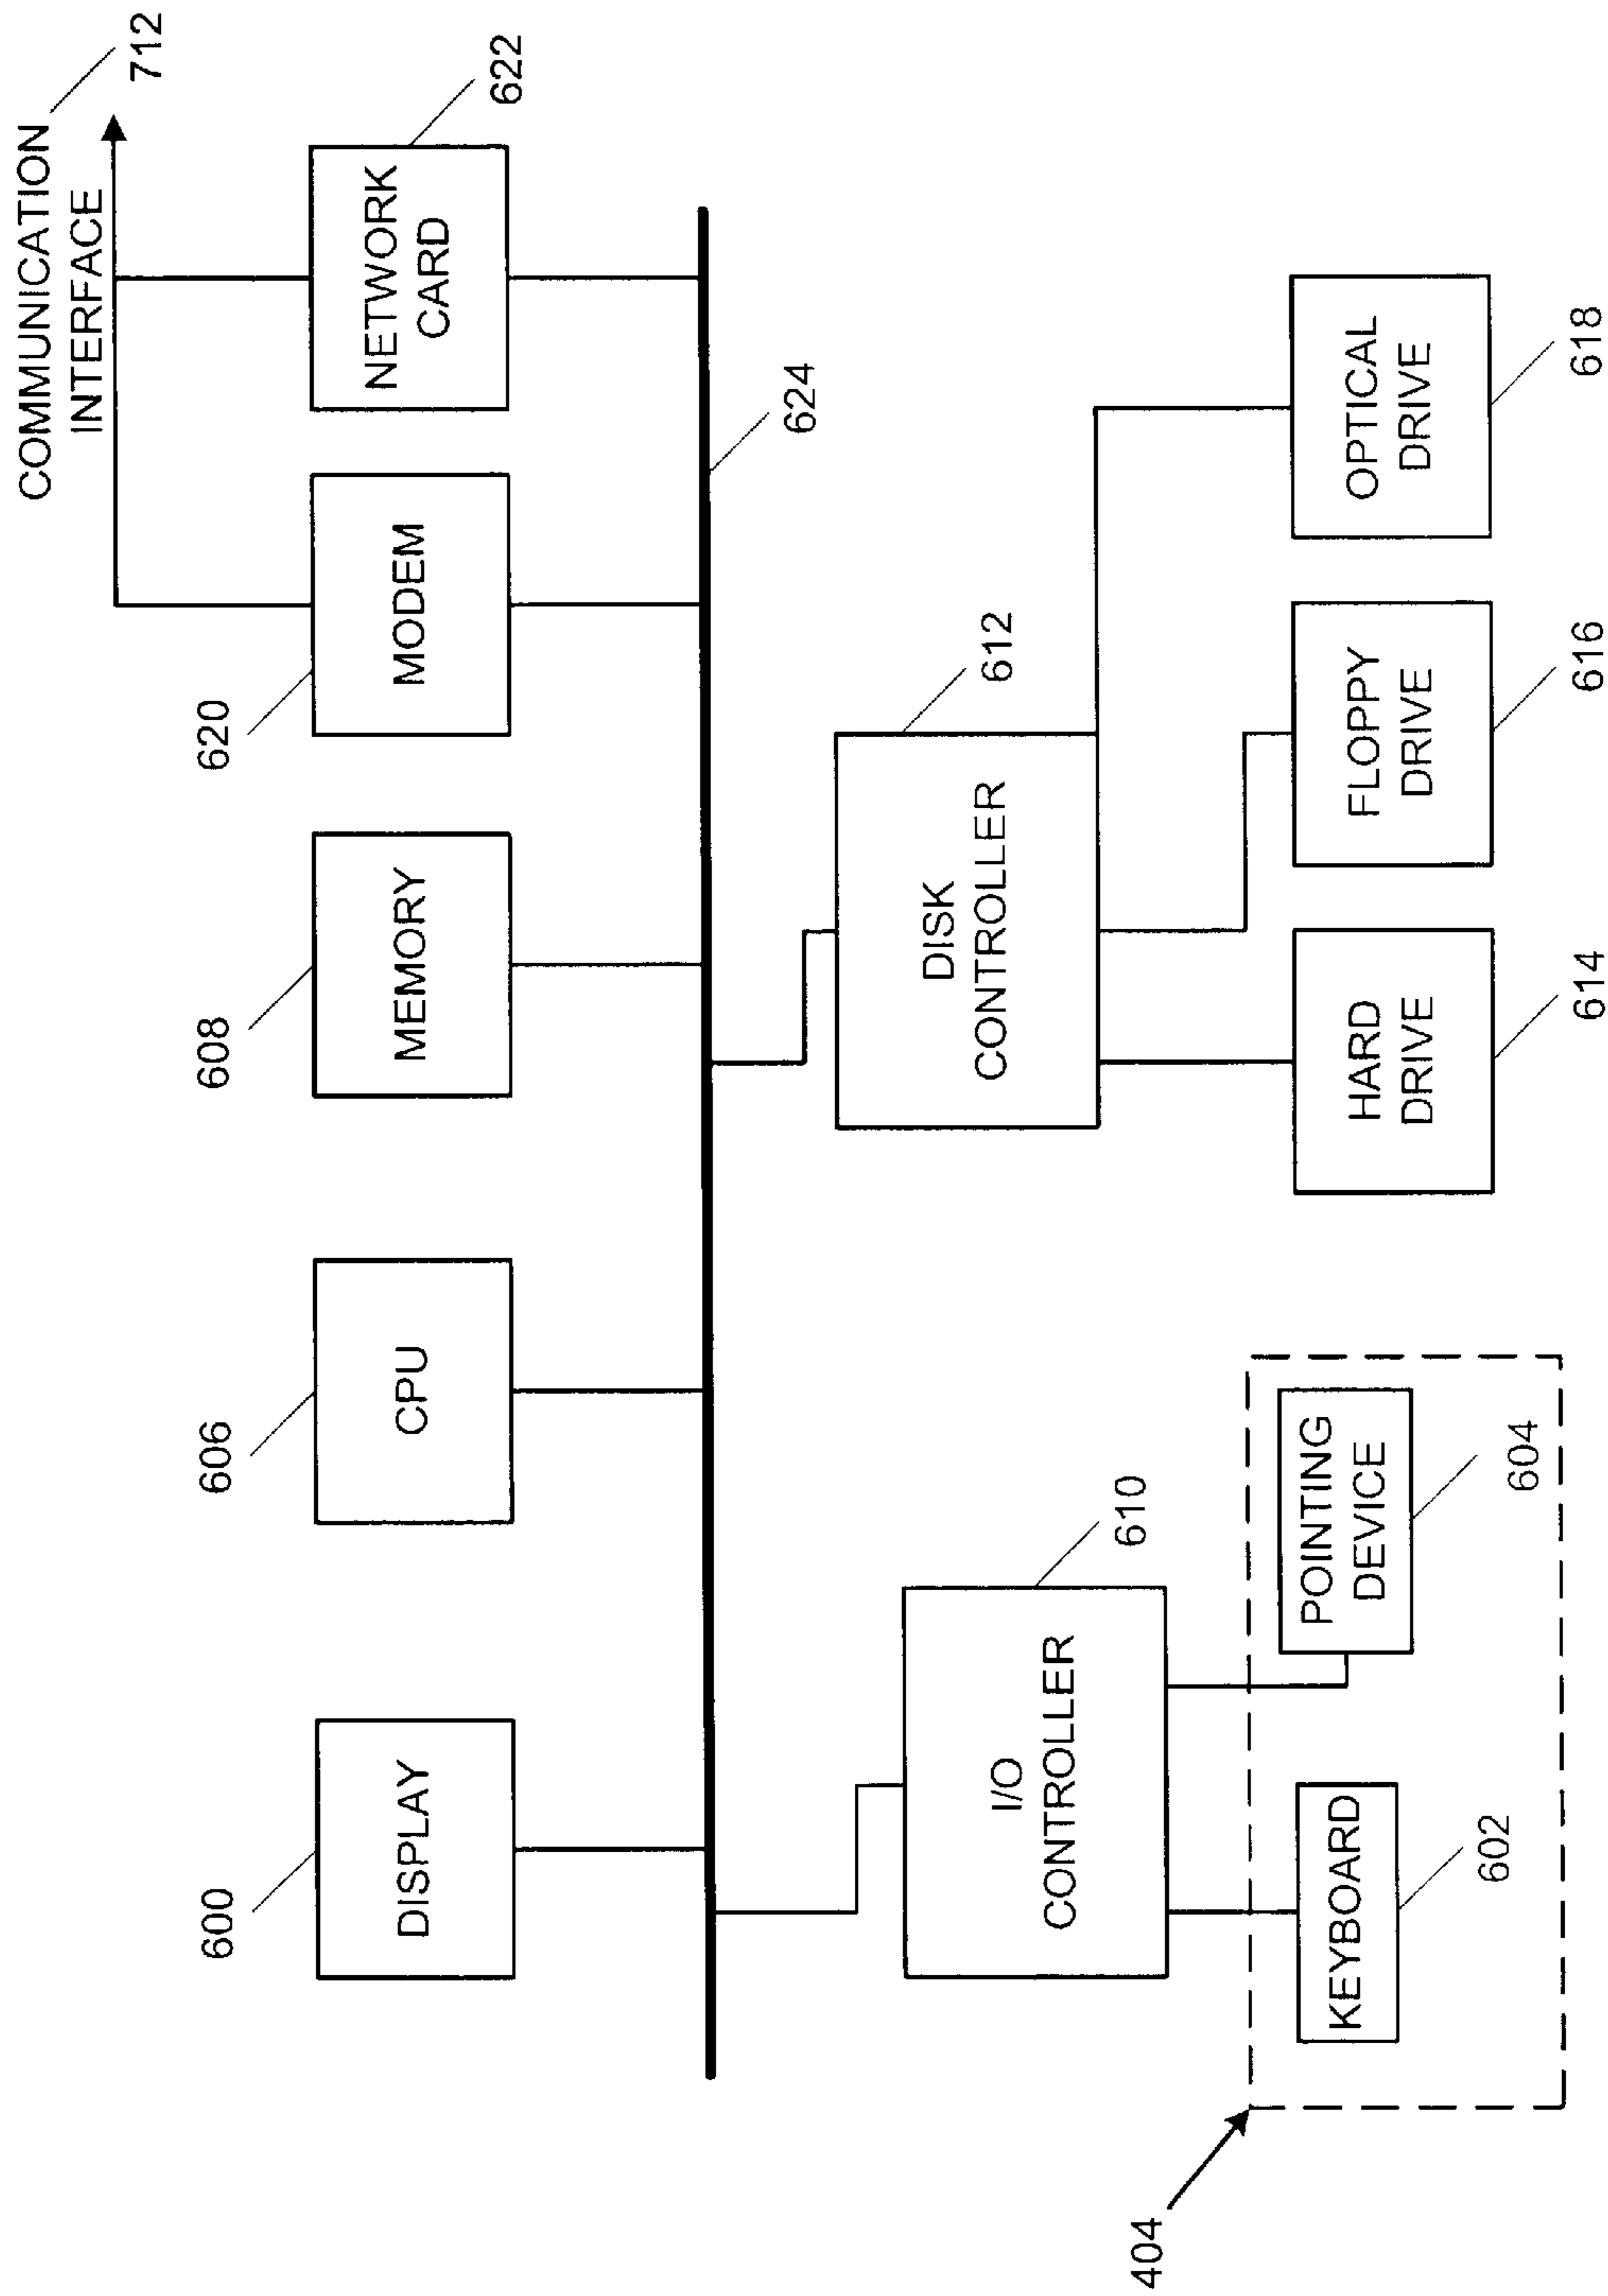 COMMUNICATION
INTERFACE
712
600
DISPLAY
606
CPU
608
MEMORY
620
MODEM
NETWORK
CARD
622
624
I/O
CONTROLLER
610
DISK
CONTROLLER
612
404
KEYBOARD
602
POINTING
DEVICE
604
HARD
DRIVE
614
FLOPPY
DRIVE
616
OPTICAL
DRIVE
618